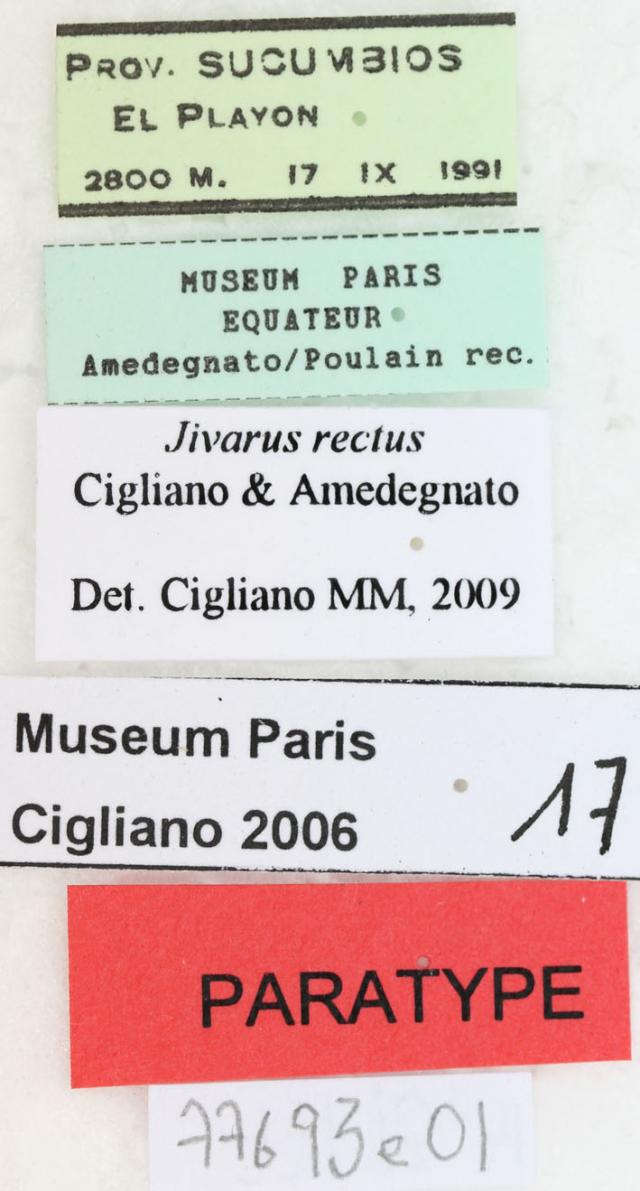 PROV. SUCUMBIOS
EL PLAYON
2800 M. 17 IX 1991
MUSEUM PARIS
EQUATEUR
Amedegnato/Poulain rec.
Jivarus rectus
Cigliano & Amedegnato
Det. Cigliano MM, 2009
Museum Paris
Cigliano 2006 17
PARATYPE
77693e01